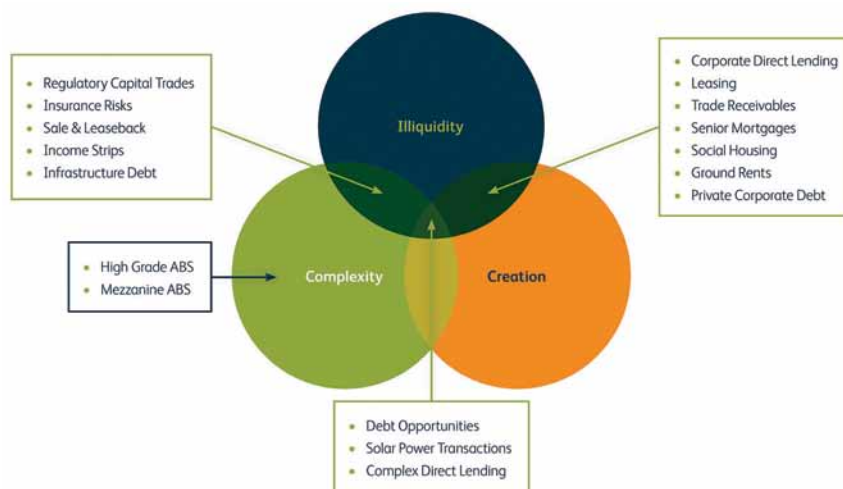 Regulatory Capital Trades
Insurance Risks
Sale & Leaseback
Income Strips
Infrastructure Debt
Illiquidity
Corporate Direct Lending
Leasing
Trade Receivables
Senior Mortgages
Social Housing
Ground Rents
Private Corporate Debt
High Grade ABS
Mezzanine ABS
Complexity
Creation
Debt Opportunities
Solar Power Transactions
Complex Direct Lending